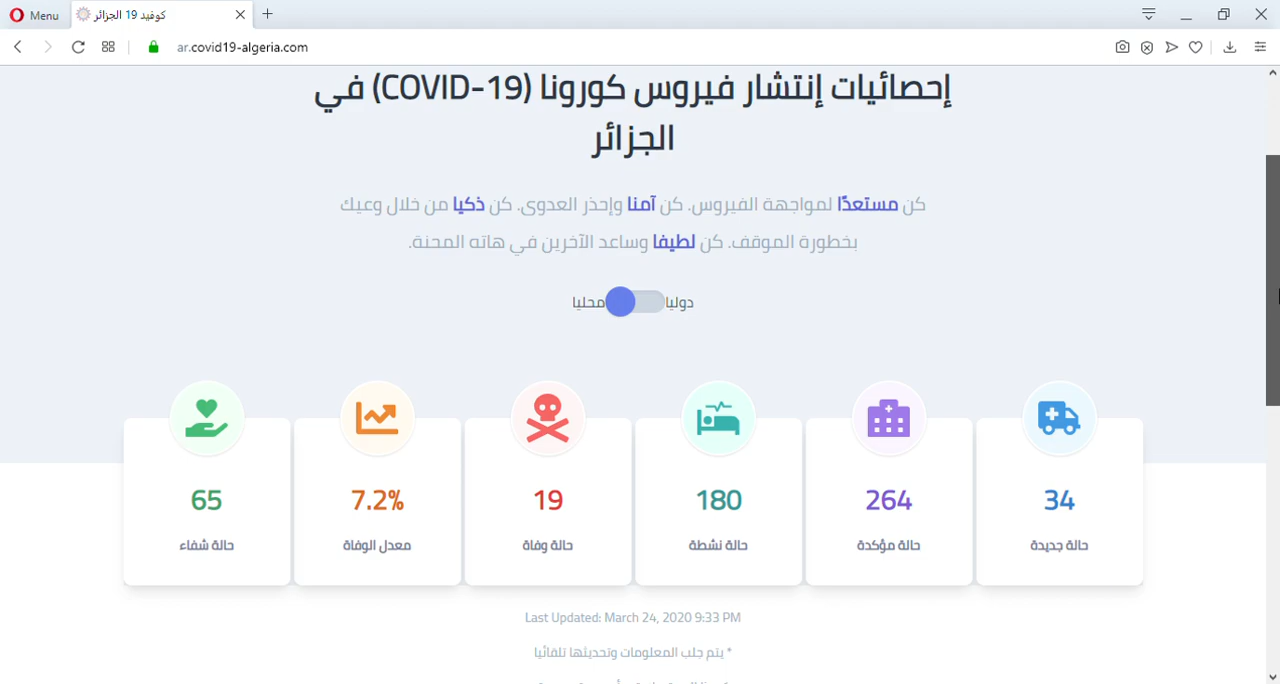 Menu
كوفيد 19 الجزائر
ar.covid19-algeria.com
إحصائيات إنتشار فيروس كورونا (COVID-19) في
الجزائر
كن مستعدًا لمواجهة الفيروس. كن آمنا وإحذر العدوى. كن ذكيا من خلال وعيك
بخطورة الموقف. كن لطيفا وساعد الآخرين في هاته المحنة.
دوليا محليا
34
حالة جديدة
264
حالة مؤكدة
180
حالة نشطة
19
حالة وفاة
7.2%
معدل الوفاة
65
حالة شفاء
Last Updated: March 24, 2020 9:33 PM
* يتم جلب المعلومات وتحديثها تلقائيا